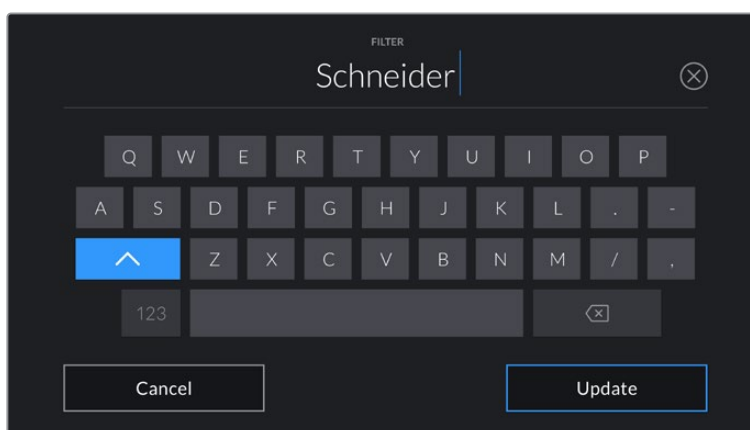 FILTER
Schneider
Q W E R T Y U I O P
A S D F G H J K L . -
Z X C V B N M / ,
123
Cancel Update